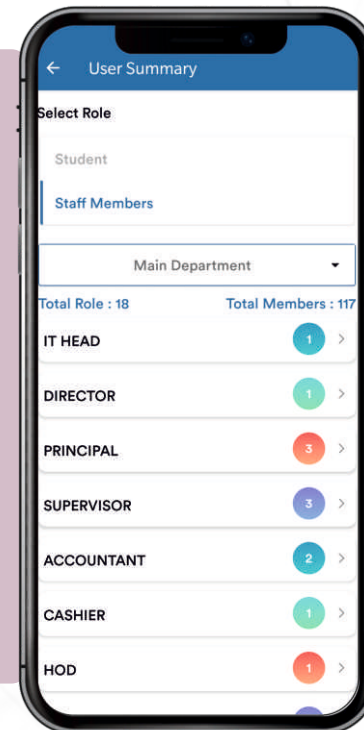 User Summary
Select Role
Student
Staff Members
Main Department
Total Role : 18 Total Members : 117
IT HEAD 1
DIRECTOR 1
PRINCIPAL 3
SUPERVISOR 3
ACCOUNTANT 2
CASHIER 1
HOD 1